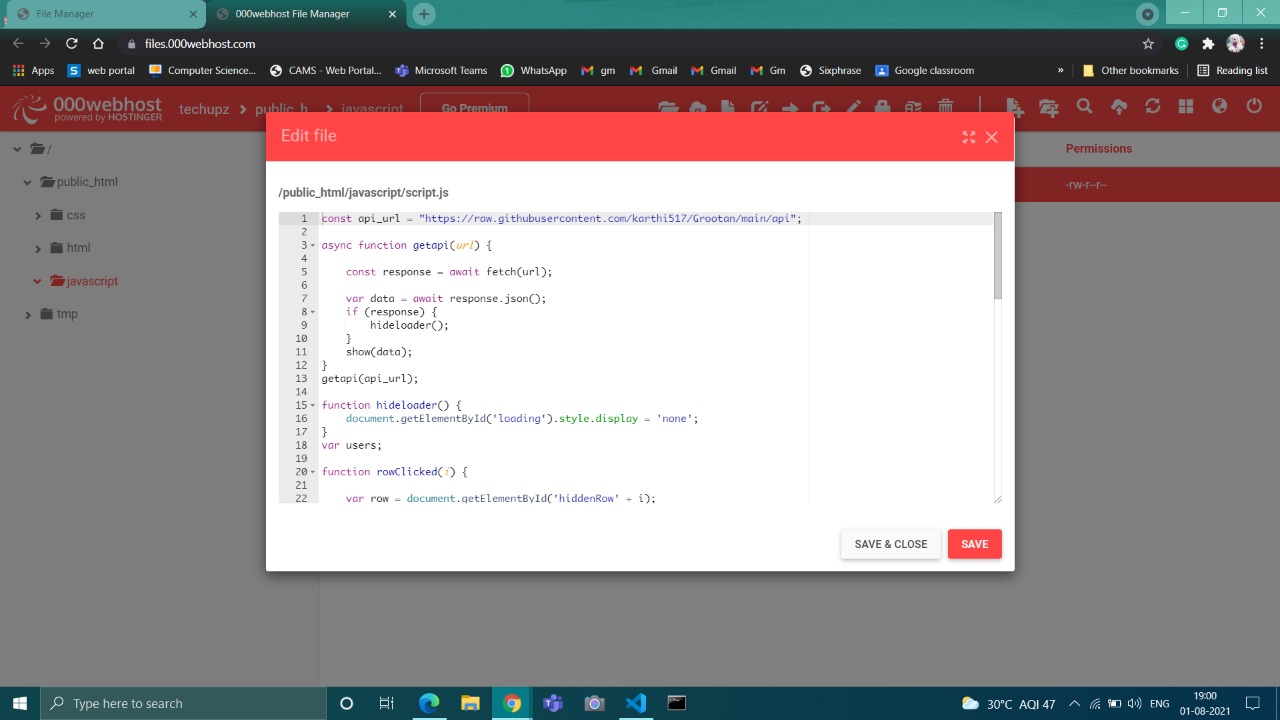 File Manager
000webhost File Manager
files.000webhost.com
Apps
web portal
Computer Science...
CAMS - Web Portal...
Microsoft Teams
WhatsApp
gm
Gmail
Gmail
Gm
Sixphrase
Google classroom
»
Other bookmarks
Reading list
000webhost
powered by HOSTINGER
techupz
public_h
javascript
Go Premium
Edit file
Permissions
-rw-r--r--
/
public_html
css
html
javascript
tmp
/public_html/javascript/script.js
1 const api_url = "https://raw.githubusercontent.com/karthi517/Grootan/main/api";
2
3 async function getapi(url) {
4
5 const response = await fetch(url);
6
7 var data = await response.json();
8 if (response) {
9 hideloader();
10 }
11 show(data);
12 }
13 getapi(api_url);
14
15 function hideloader() {
16 document.getElementById('loading').style.display = 'none';
17 }
18 var users;
19
20 function rowClicked(i) {
21
22 var row = document.getElementById('hiddenRow' + i);
SAVE & CLOSE
SAVE
Type here to search
30°C AQI 47
ENG
19:00
01-08-2021